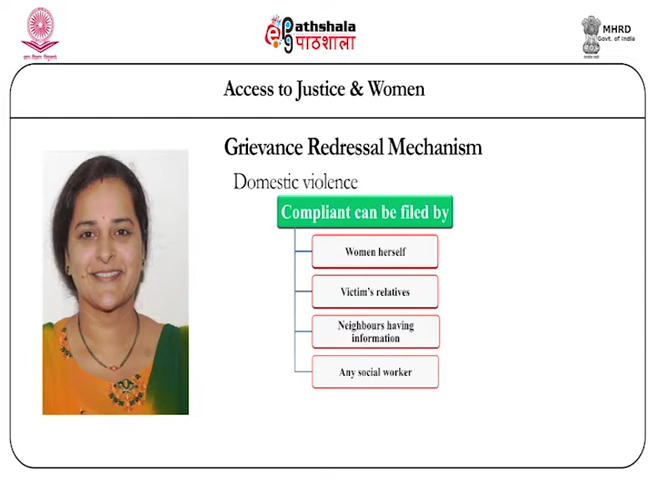 ePathshala
पाठशाला
MHRD
Govt. of India
Access to Justice & Women
Grievance Redressal Mechanism
Domestic violence
Compliant can be filed by
Women herself
Victim's relatives
Neighbours having
information
Any social worker